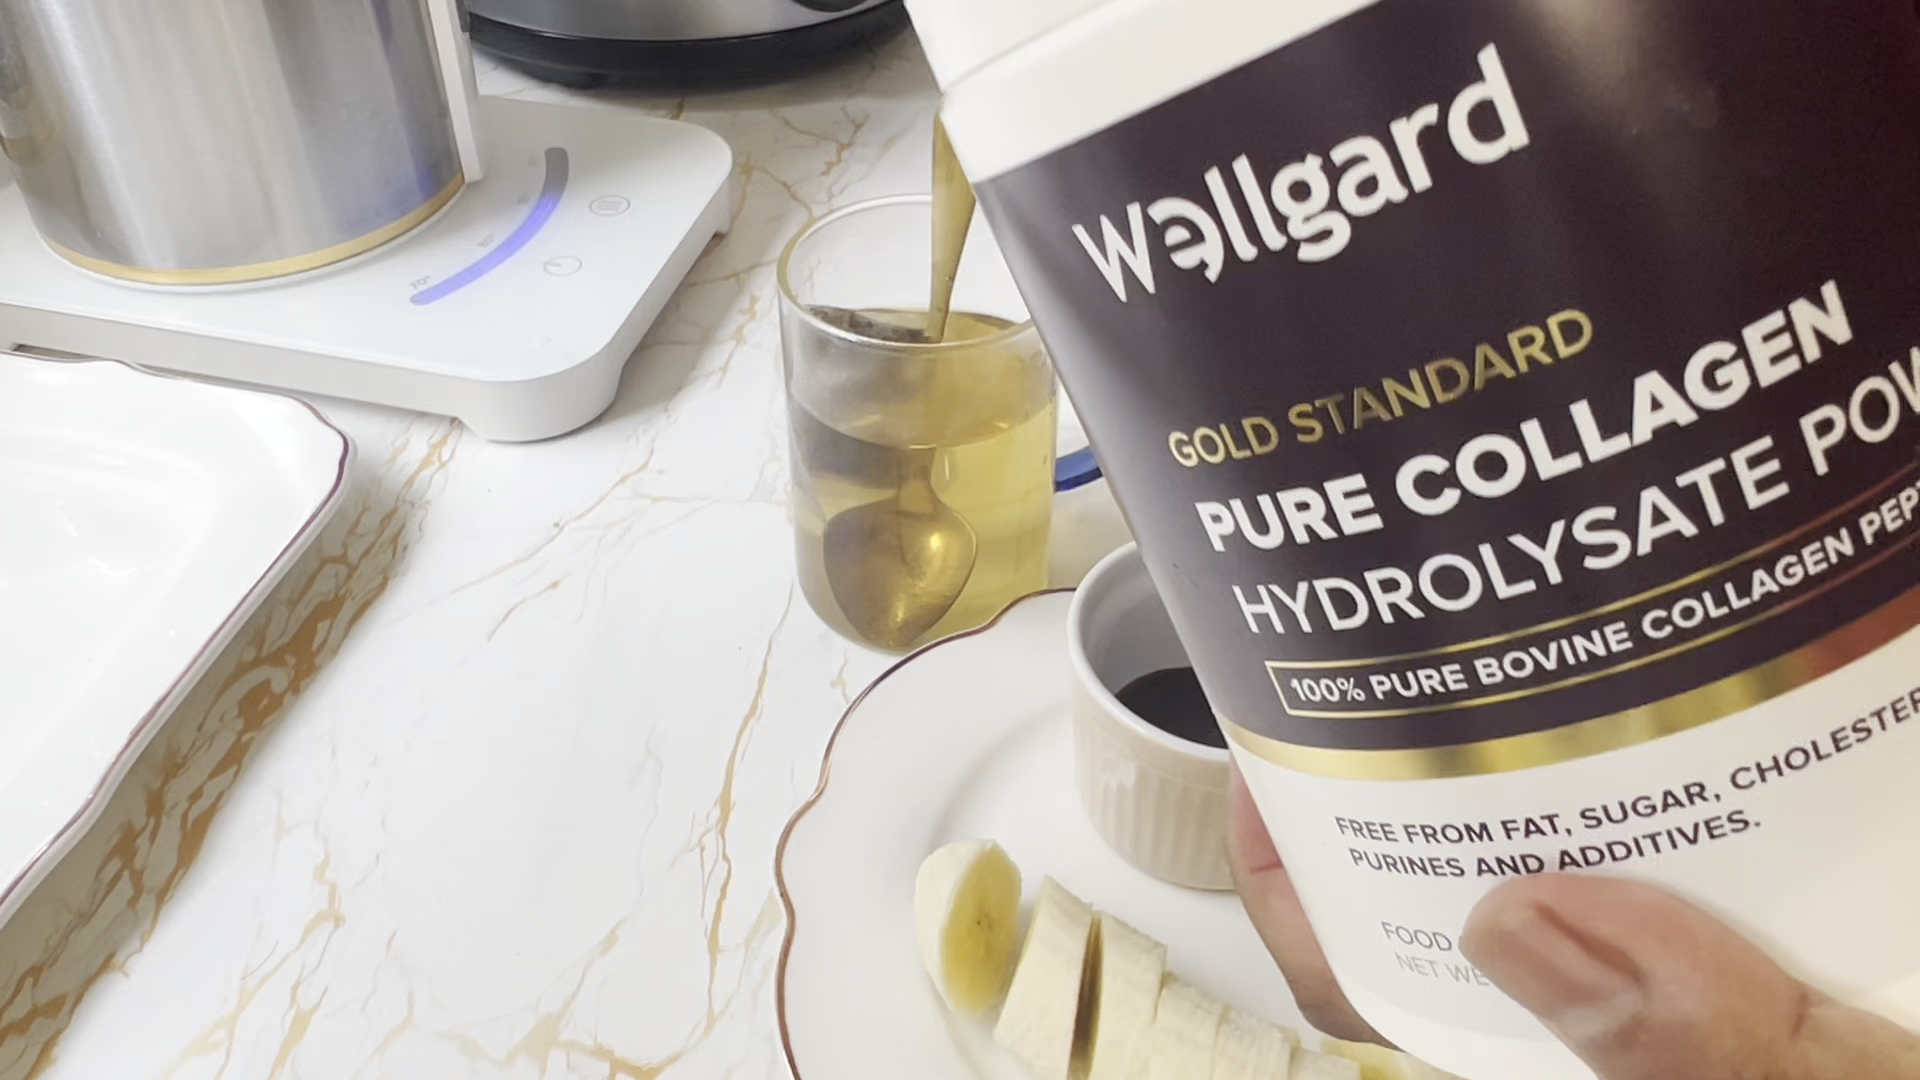 Wellgard
GOLD STANDARD
PURE COLLAGEN
HYDROLYSATE POW
100% PURE BOVINE COLLAGEN PEPT
FREE FROM FAT, SUGAR, CHOLESTER
PURINES AND ADDITIVES.
FOOD
NET WE
70°